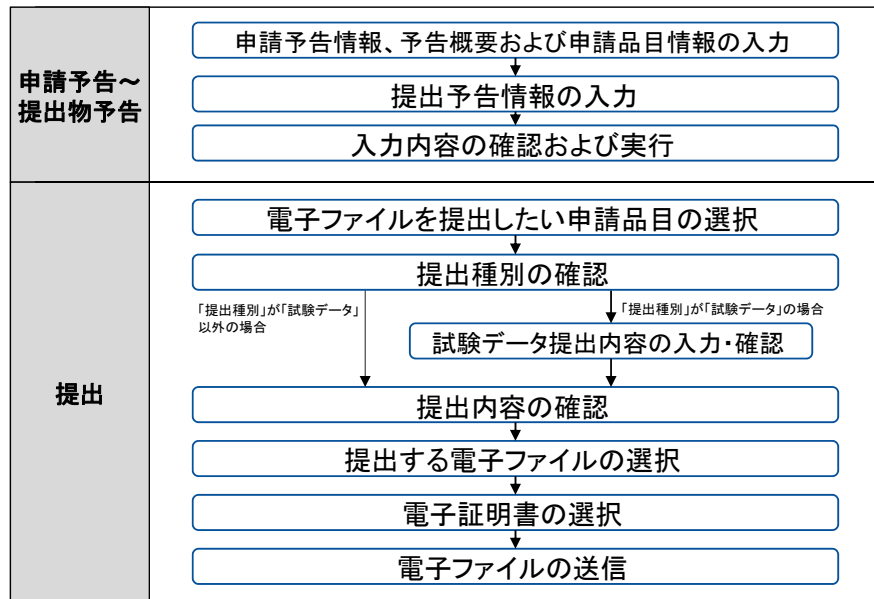 申請予告～
提出物予告
申請予告情報、予告概要および申請品目情報の入力
提出予告情報の入力
入力内容の確認および実行
提出
電子ファイルを提出したい申請品目の選択
提出種別の確認
「提出種別」が「試験データ」
以外の場合
「提出種別」が「試験データ」の場合
試験データ提出内容の入力・確認
提出内容の確認
提出する電子ファイルの選択
電子証明書の選択
電子ファイルの送信